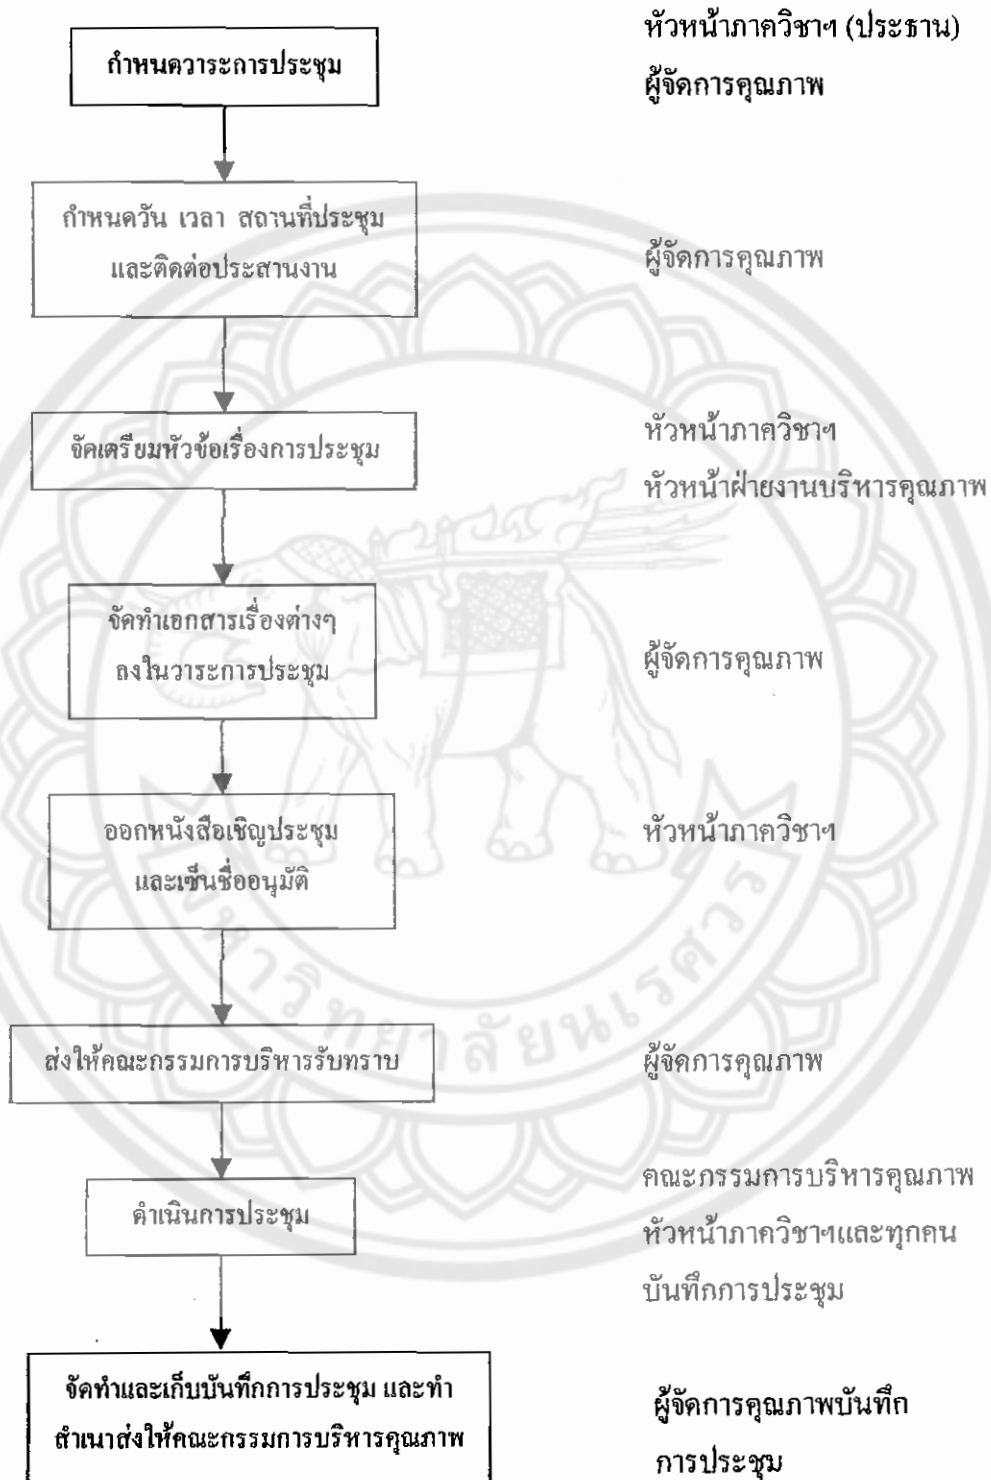 หัวหน้าภาควิชาฯ (ประธาน)
กำหนดวาระการประชุม
ผู้จัดการคุณภาพ
กำหนดวัน เวลา สถานที่ประชุม
และติดต่อประสานงาน
ผู้จัดการคุณภาพ
จัดเตรียมหัวข้อเรื่องการประชุม
หัวหน้าภาควิชาฯ
หัวหน้าฝ่ายงานบริหารคุณภาพ
จัดทำเอกสารเรื่องต่างๆ
ลงในวาระการประชุม
ผู้จัดการคุณภาพ
ออกหนังสือเชิญประชุม
และเซ็นชื่ออนุมัติ
หัวหน้าภาควิชาฯ
มหาวิทยาลัยนเรศวร
ส่งให้คณะกรรมการบริหารรับทราบ
ผู้จัดการคุณภาพ
ดำเนินการประชุม
คณะกรรมการบริหารคุณภาพ
หัวหน้าภาควิชาฯและทุกคน
บันทึกการประชุม
จัดทำและเก็บบันทึกการประชุม และทำ
สำเนาส่งให้คณะกรรมการบริหารคุณภาพ
ผู้จัดการคุณภาพบันทึก
การประชุม